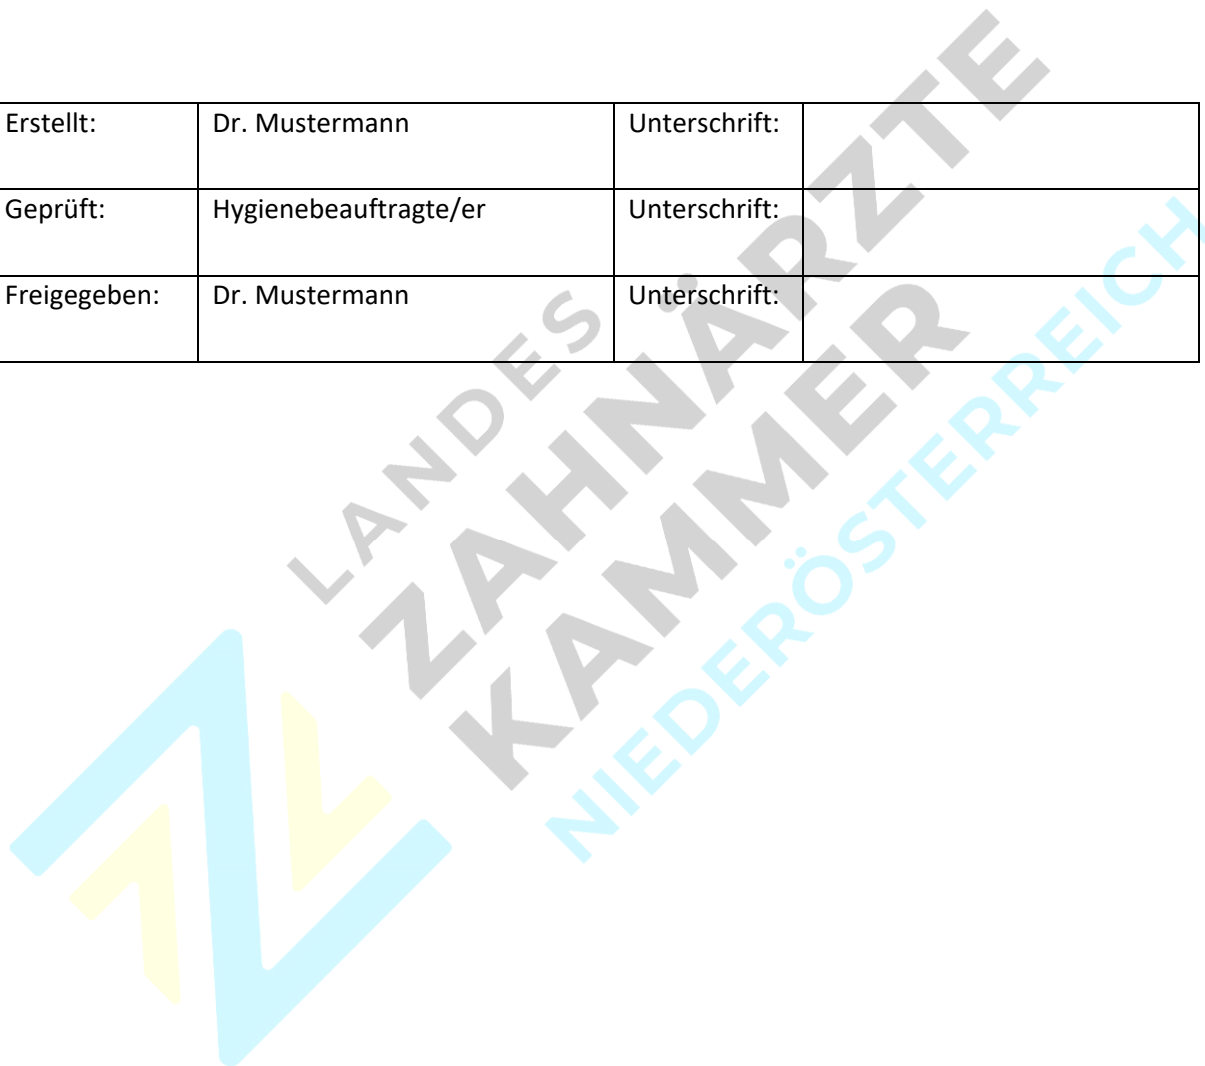 Erstellt: Dr. Mustermann Unterschrift:
Geprüft: Hygienebeauftragte/er Unterschrift:
Freigegeben: Dr. Mustermann Unterschrift:
LANDES
ZAHNÄRZTE
KAMMER
NIEDERÖSTERREICH